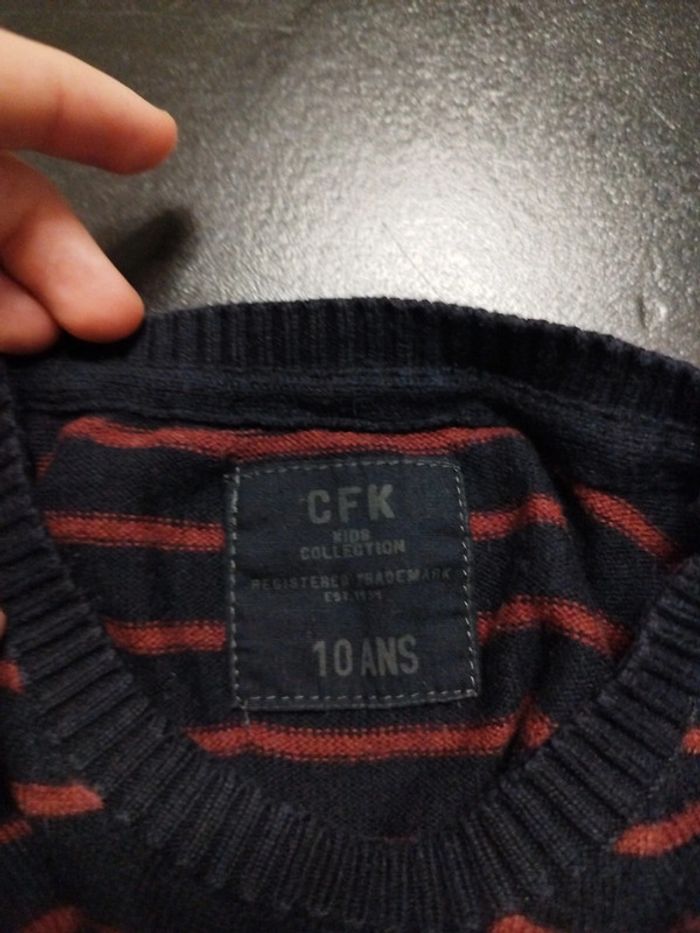 CFK
KIDS
COLLECTION
REGISTERED TRADEMARK
10 ANS